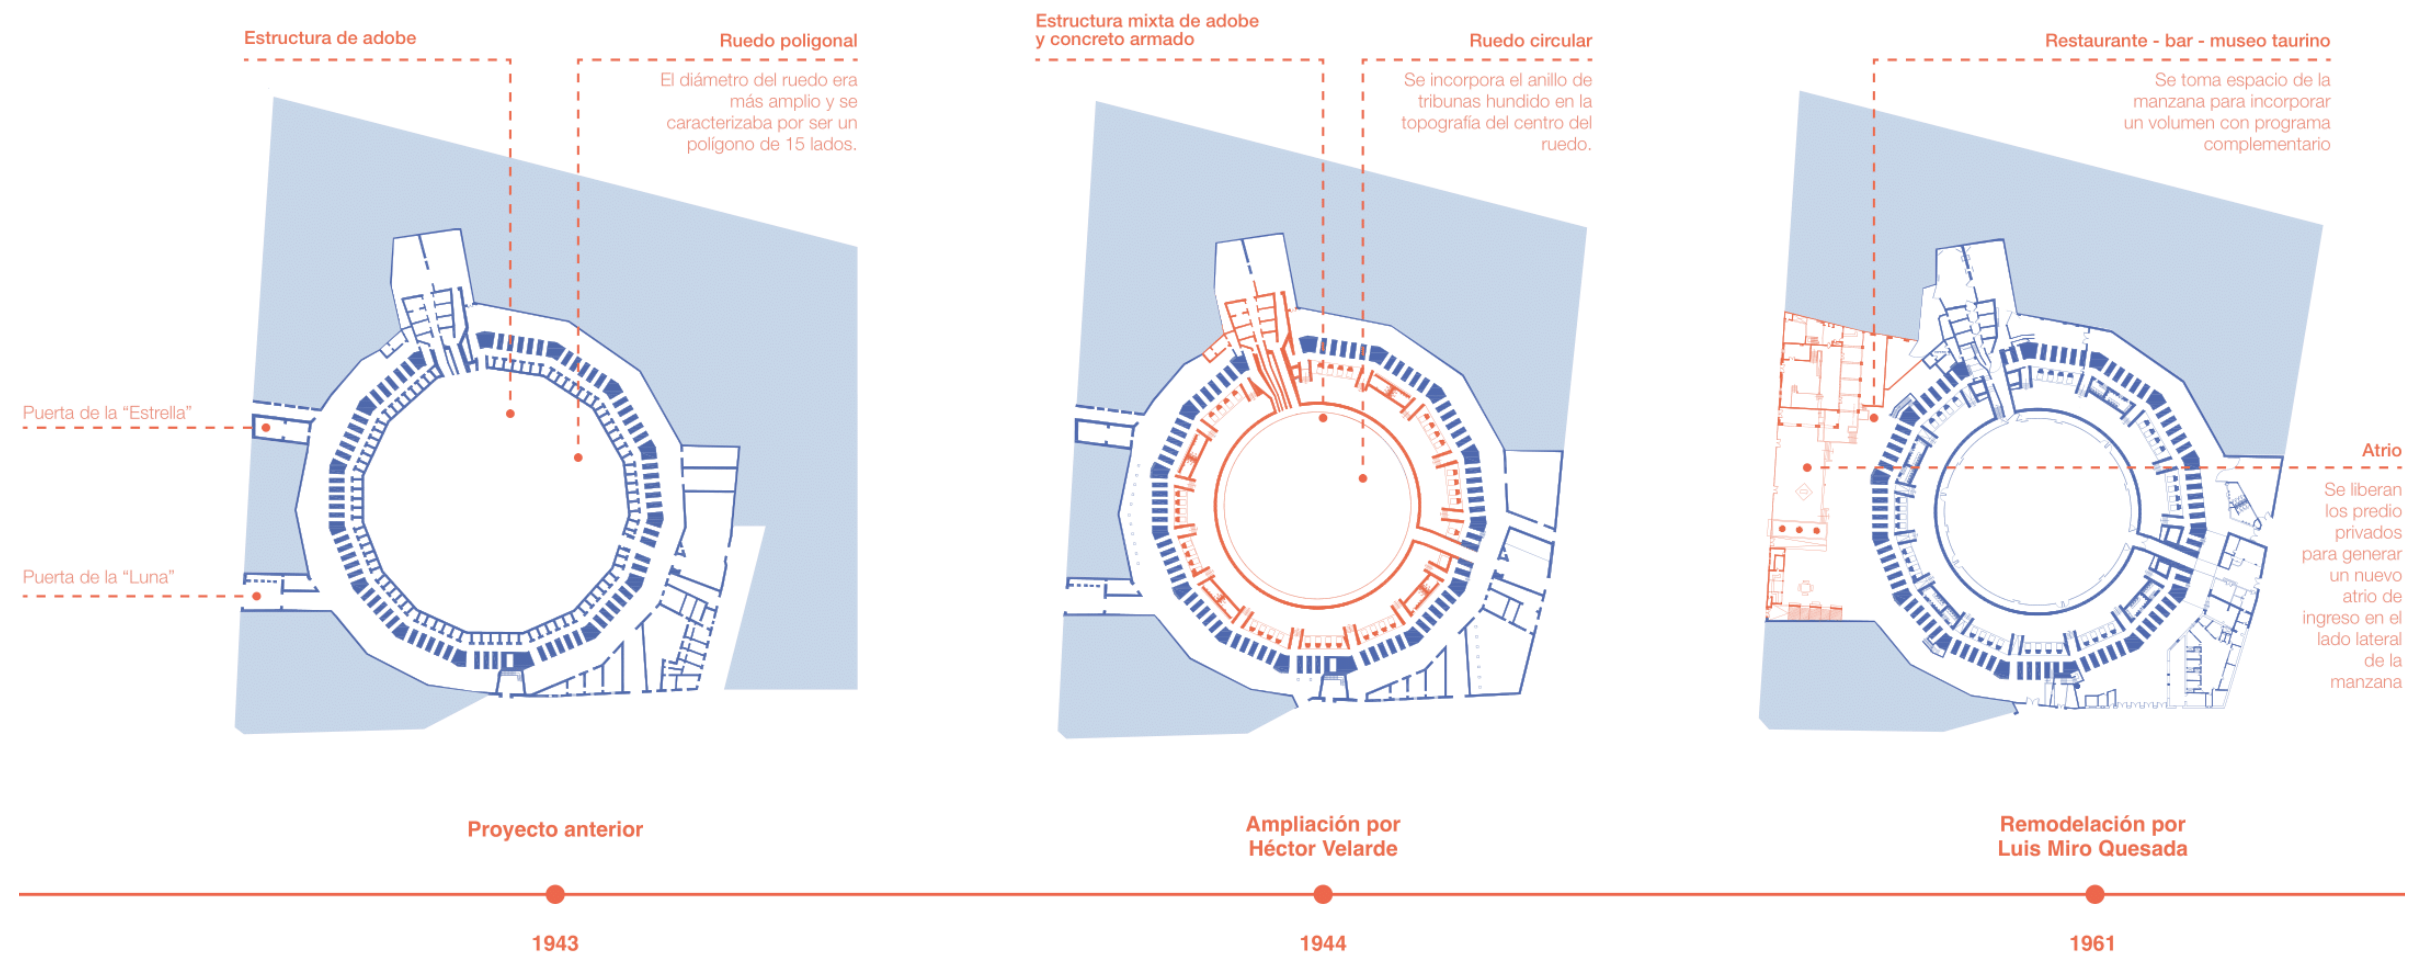 Estructura de adobe
Ruedo poligonal
El diámetro del ruedo era
más amplio y se
caracterizaba por ser un
polígono de 15 lados.
Puerta de la “Estrella”
Puerta de la “Luna”
Estructura mixta de adobe
y concreto armado
Ruedo circular
Se incorpora el anillo de
tribunas hundido en la
topografía del centro del
ruedo.
Restaurante - bar - museo taurino
Se toma espacio de la
manzana para incorporar
un volumen con programa
complementario
Atrio
Se liberan
los predio
privados
para generar
un nuevo
atrio de
ingreso en el
lado lateral
de la
manzana
Proyecto anterior
Ampliación por
Héctor Velarde
Remodelación por
Luis Miro Quesada
1943
1944
1961